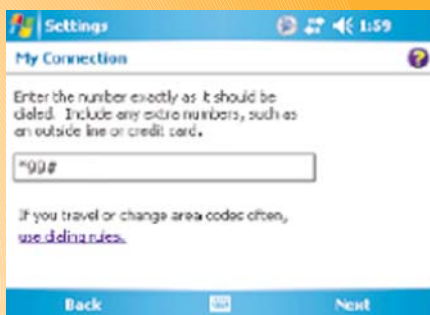 Settings
1:59
My Connection
?
Enter the number exactly as it should be
dialed. Include any extra numbers, such as
an outside line or credit card.
*99#
If you travel or change area codes often,
use dialing rules.
Back
Next